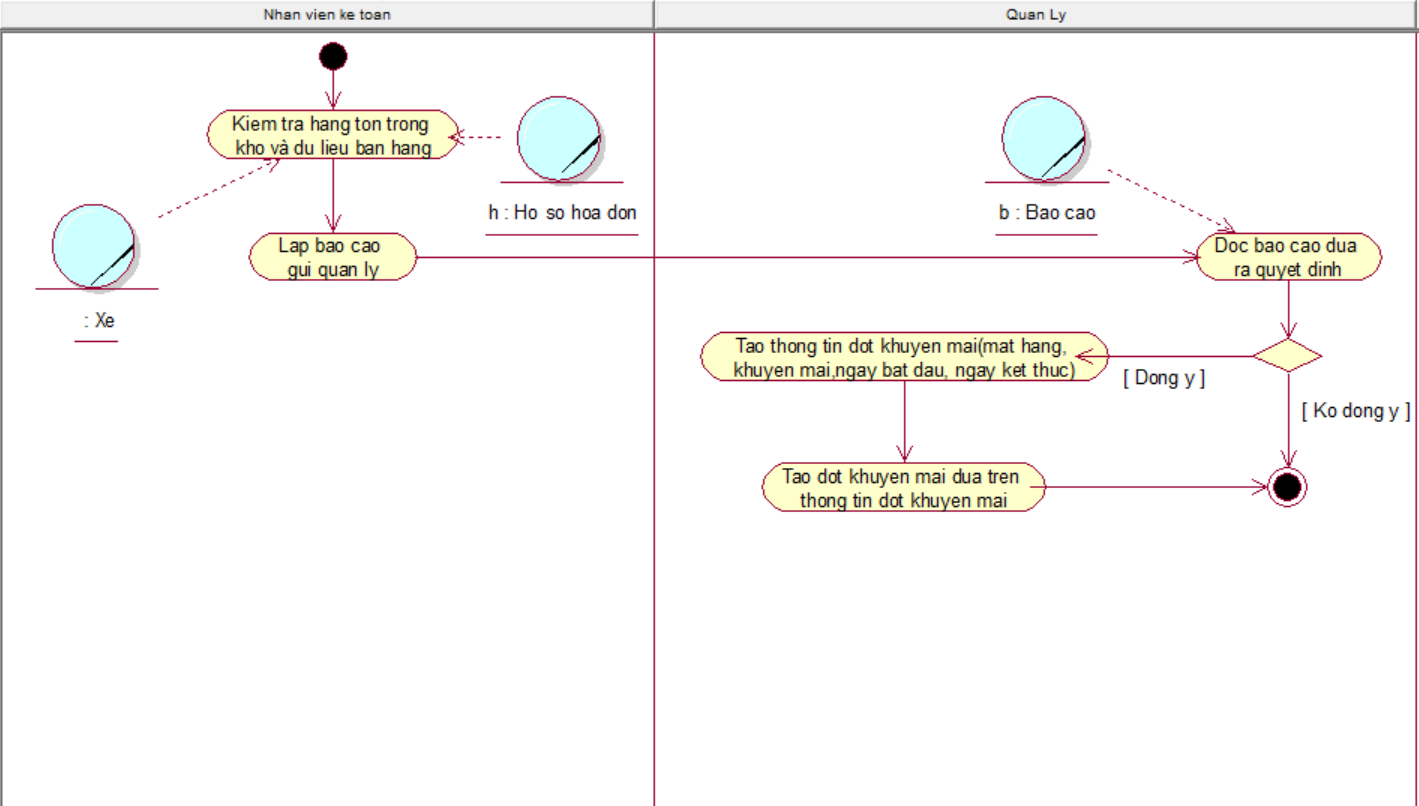 Nhan vien ke toan
Quan Ly
Kiem tra hang ton trong
kho và du lieu ban hang
h : Ho so hoa don
b : Bao cao
Lap bao cao
gui quan ly
Doc bao cao dua
ra quyet dinh
: Xe
Tao thong tin dot khuyen mai(mat hang,
khuyen mai,ngay bat dau, ngay ket thuc)
[ Dong y ]
[ Ko dong y ]
Tao dot khuyen mai dua tren
thong tin dot khuyen mai